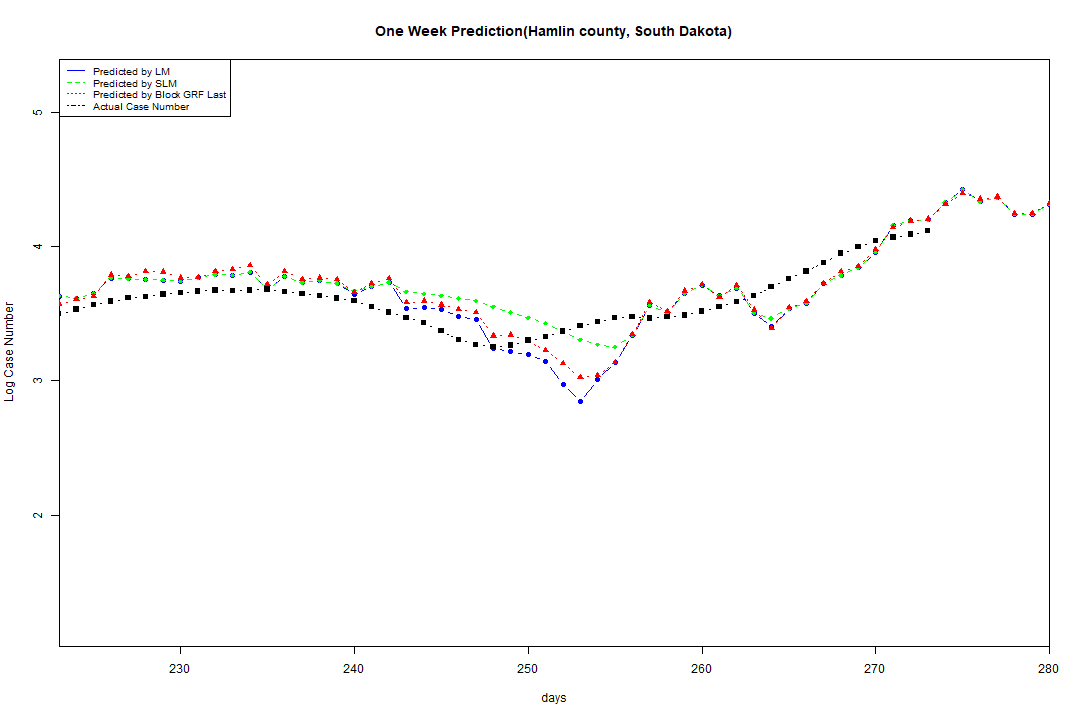 One Week Prediction(Hamlin county, South Dakota)
Predicted by LM
Predicted by SLM
Predicted by Block GRF Last
Actual Case Number
5
4
3
2
Log Case Number
230 240 250 260 270 280
days